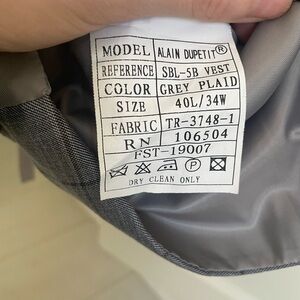 MODEL ALAIN DUPETIT®
REFERENCE SBL-5B VEST
COLOR GREY PLAID
SIZE 40L/34W
FABRIC TR-3748-1
RN 106504
FST-19007
DRY CLEAN ONLY